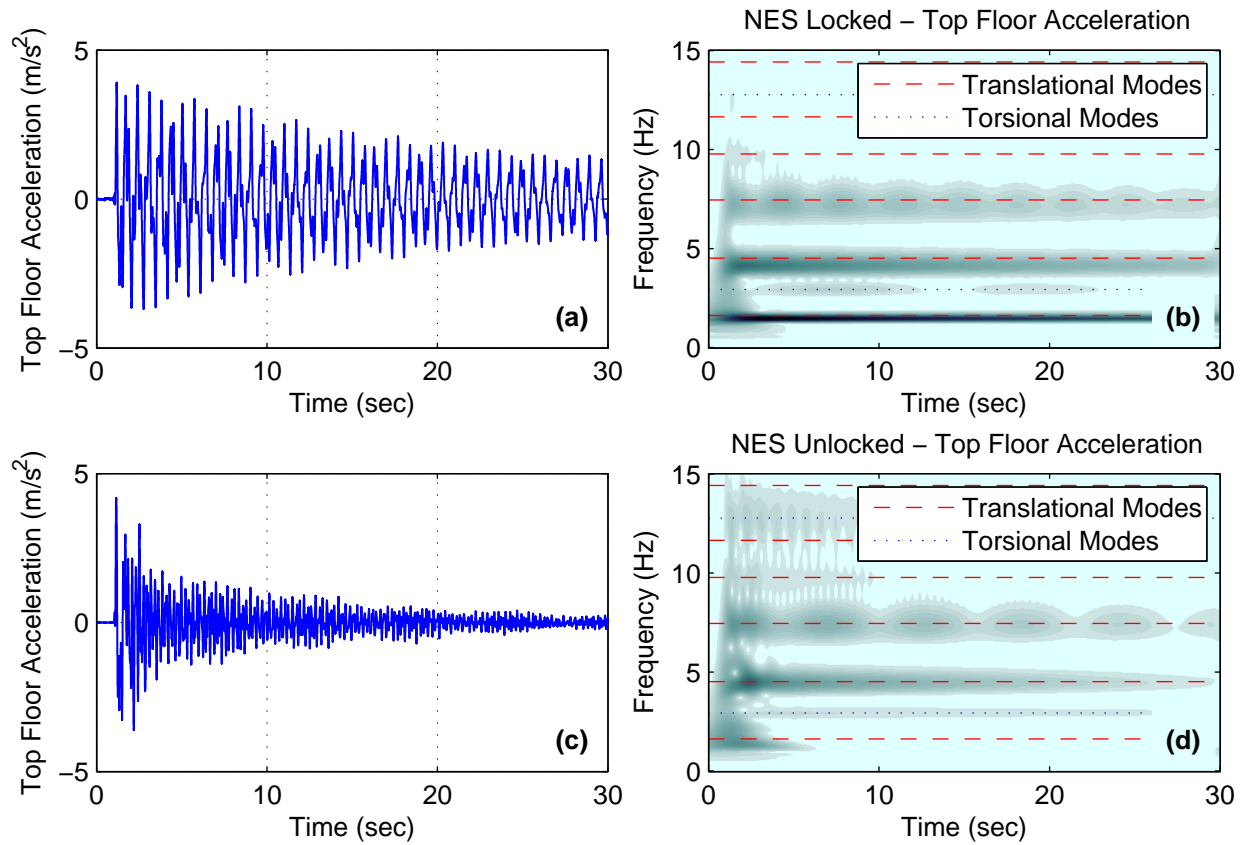 Top Floor Acceleration (m/s²)
5
0
−5
0
10
20
30
Time (sec)
(a)
NES Locked − Top Floor Acceleration
Frequency (Hz)
15
10
5
0
0
10
20
30
Time (sec)
Translational Modes
Torsional Modes
(b)
Top Floor Acceleration (m/s²)
5
0
−5
0
10
20
30
Time (sec)
(c)
NES Unlocked − Top Floor Acceleration
Frequency (Hz)
15
10
5
0
0
10
20
30
Time (sec)
Translational Modes
Torsional Modes
(d)